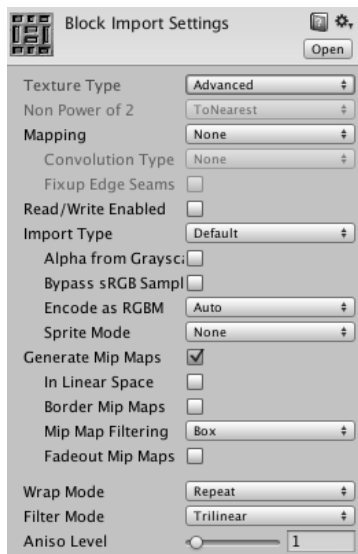 Block Import Settings
Open
Texture Type Advanced
Non Power of 2 ToNearest
Mapping None
Convolution Type None
Fixup Edge Seams
Read/Write Enabled
Import Type Default
Alpha from Graysca
Bypass sRGB Sampl
Encode as RGBM Auto
Sprite Mode None
Generate Mip Maps
In Linear Space
Border Mip Maps
Mip Map Filtering Box
Fadeout Mip Maps
Wrap Mode Repeat
Filter Mode Trilinear
Aniso Level 1